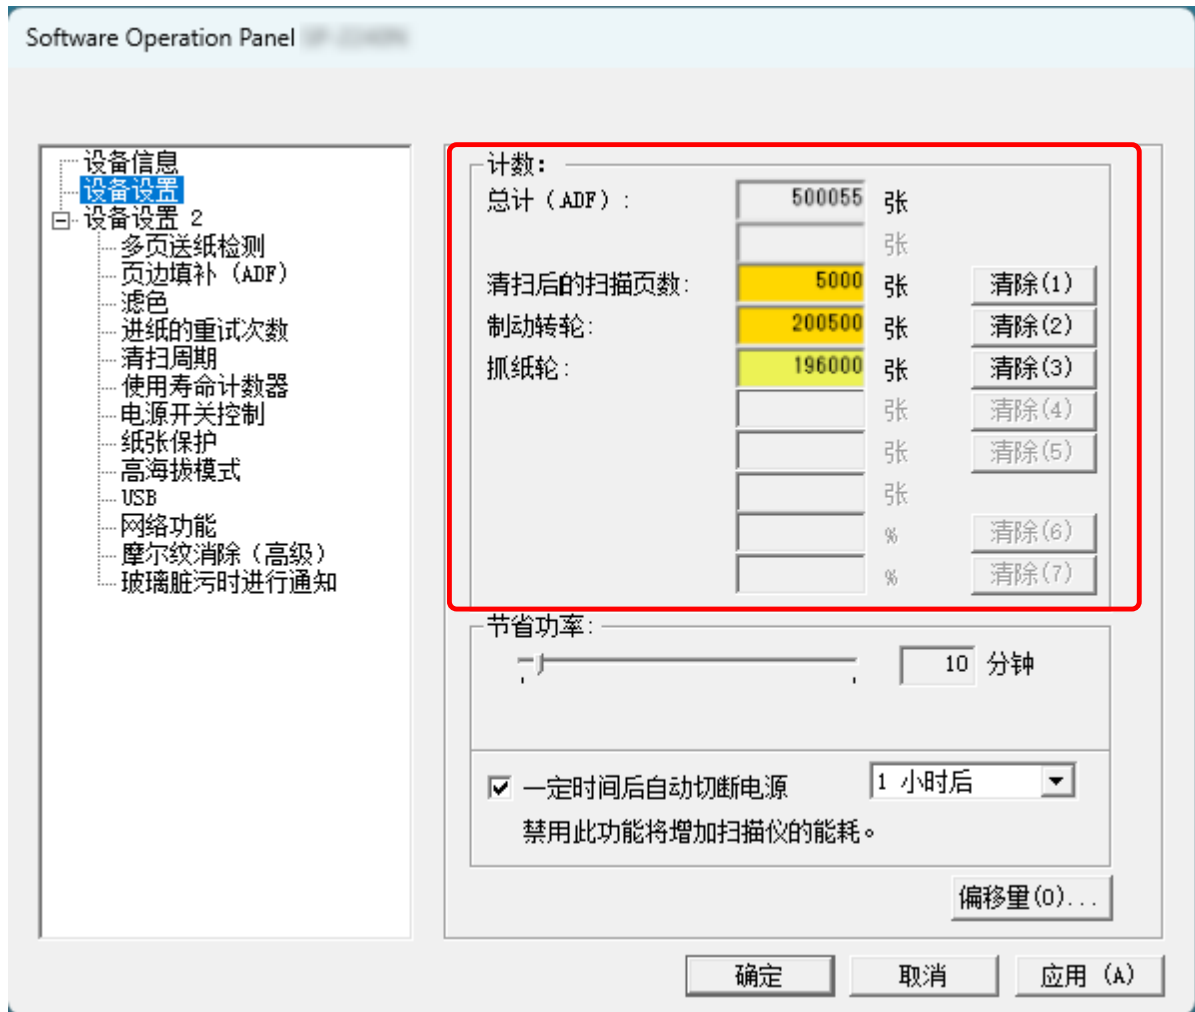 Software Operation Panel
设备信息
设备设置
设备设置 2
多页送纸检测
页边填补（ADF）
滤色
进纸的重试次数
清扫周期
使用寿命计数器
电源开关控制
纸张保护
高海拔模式
USB
网络功能
摩尔纹消除（高级）
玻璃脏污时进行通知
计数:
总计（ADF）: 500055 张
张
清扫后的扫描页数: 5000 张 清除(1)
制动转轮: 200500 张 清除(2)
抓纸轮: 196000 张 清除(3)
张 清除(4)
张 清除(5)
张
% 清除(6)
% 清除(7)
节省功率:
10 分钟
一定时间后自动切断电源 1 小时后
禁用此功能将增加扫描仪的能耗。
偏移量(O)...
确定 取消 应用 (A)